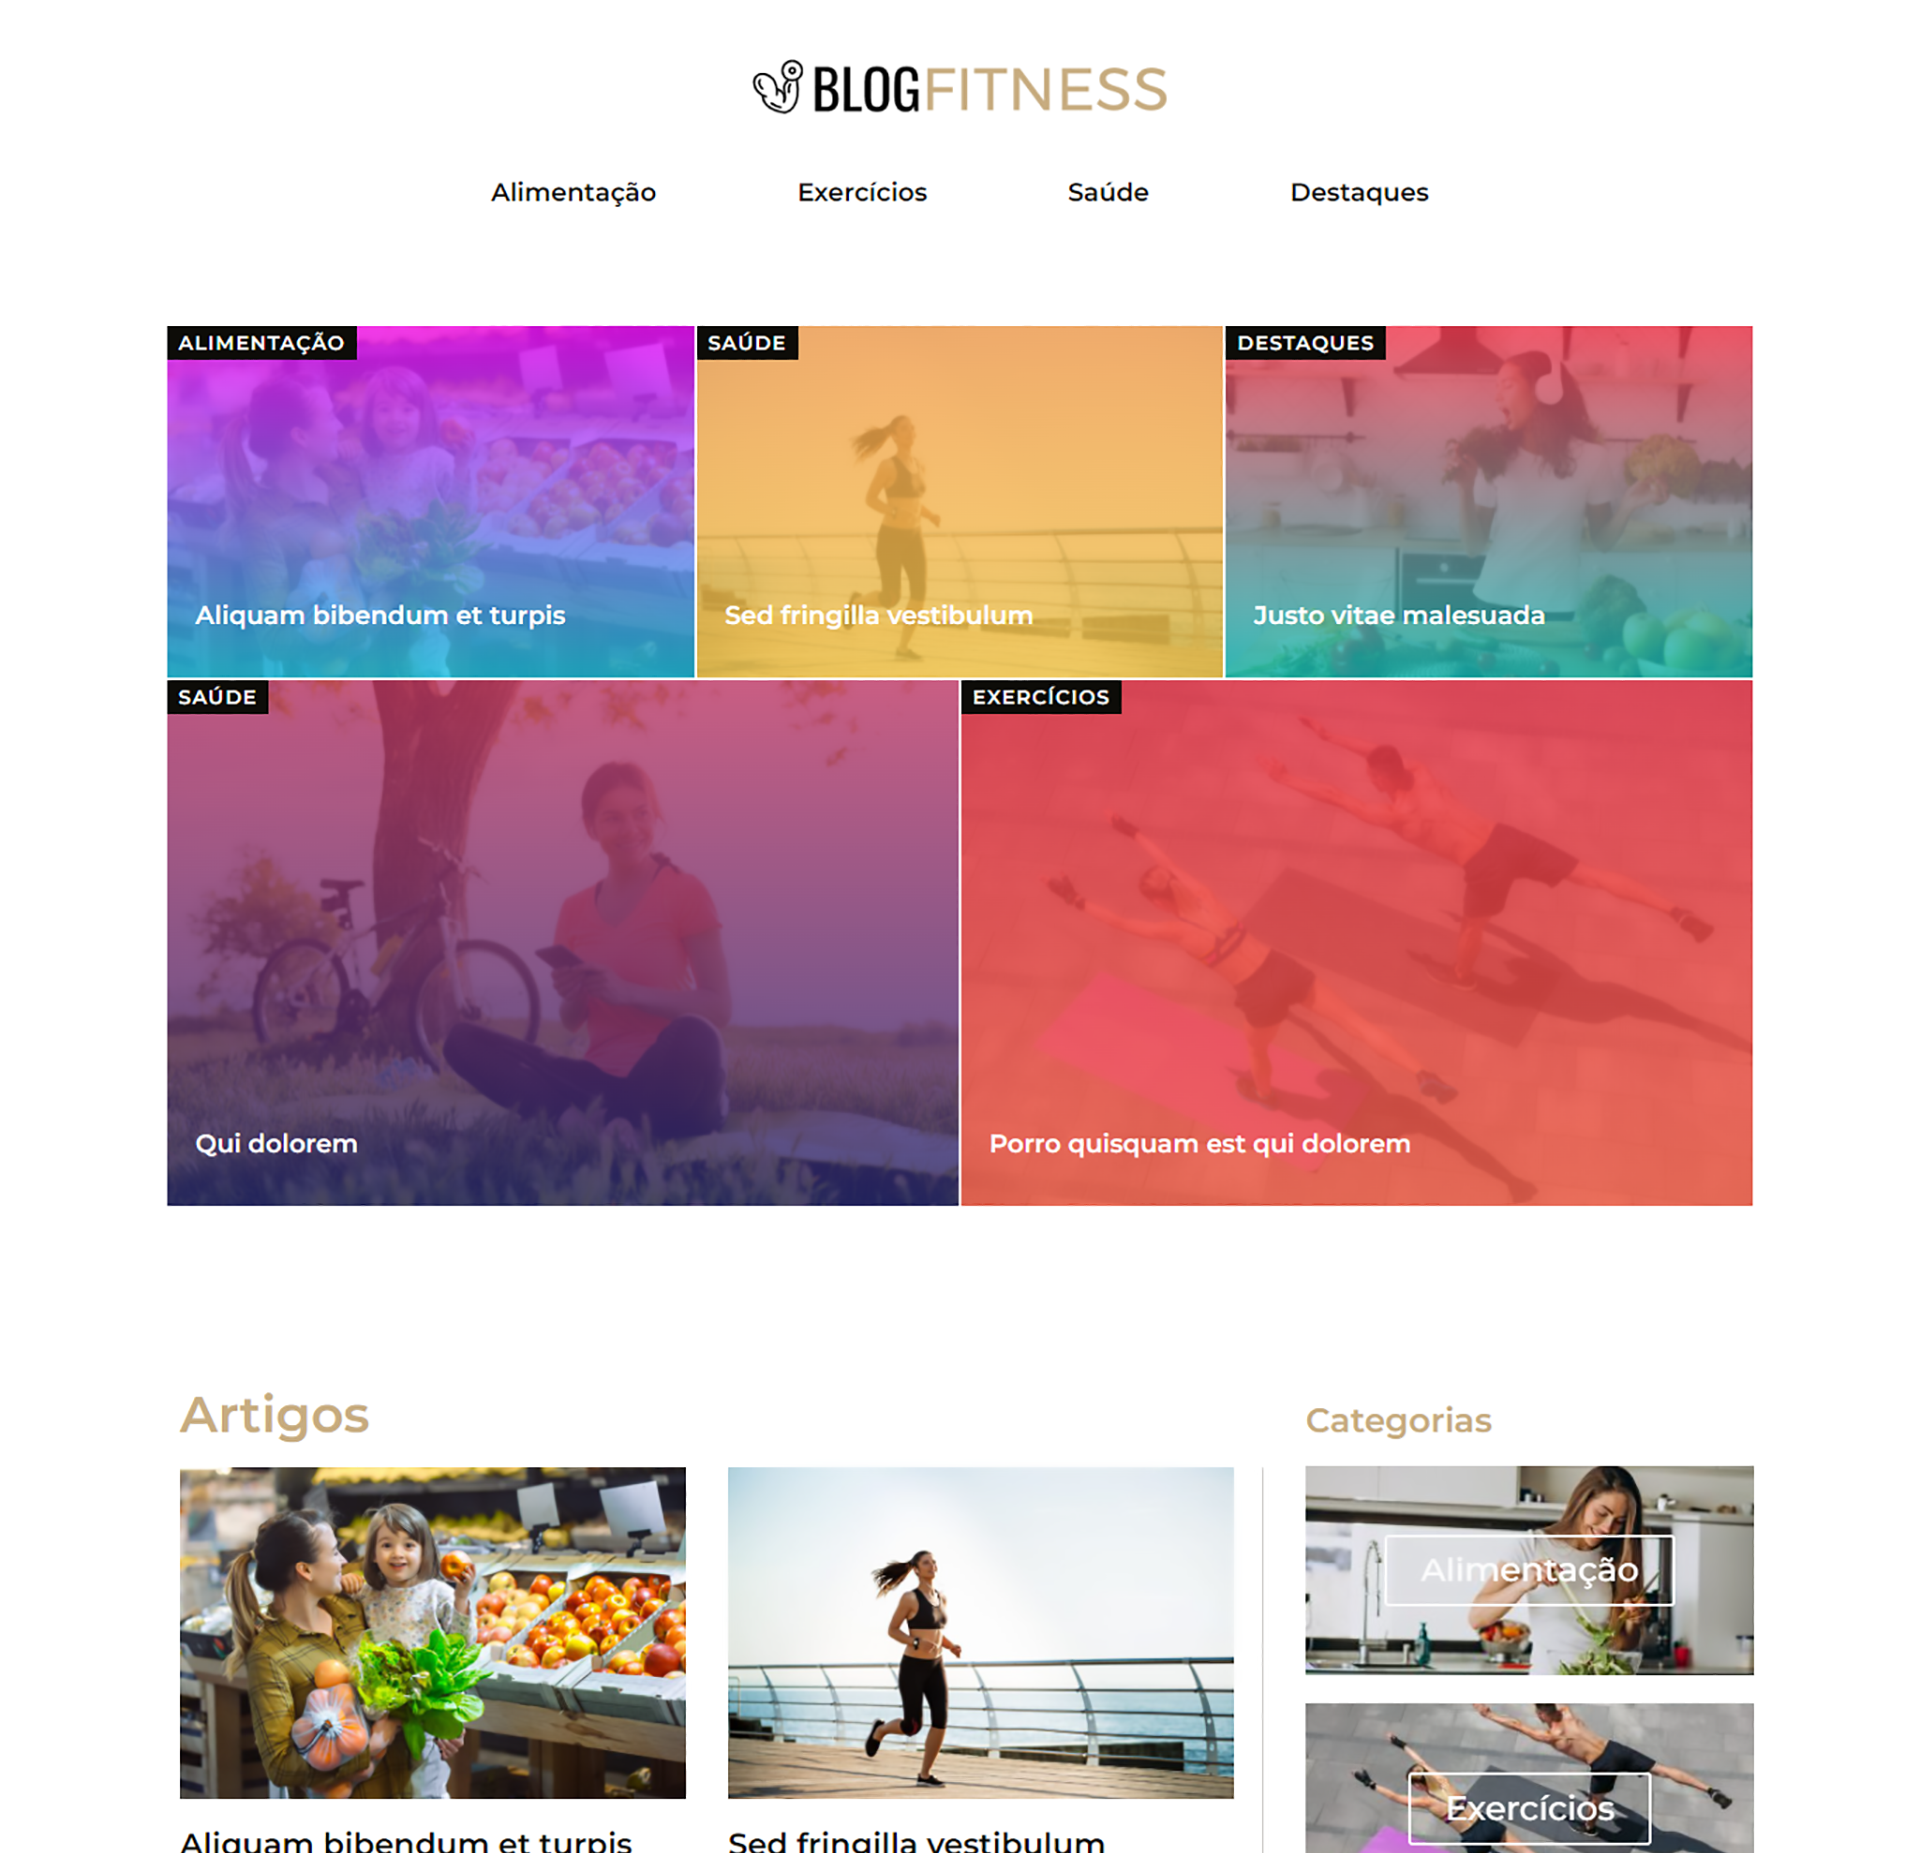 BLOGFITNESS
Alimentação Exercícios Saúde Destaques
ALIMENTAÇÃO
Aliquam bibendum et turpis
SAÚDE
Sed fringilla vestibulum
DESTAQUES
Justo vitae malesuada
SAÚDE
Qui dolorem
EXERCÍCIOS
Porro quisquam est qui dolorem
Artigos
Aliquam bibendum et turpis
Sed fringilla vestibulum
Categorias
Alimentação
Exercícios